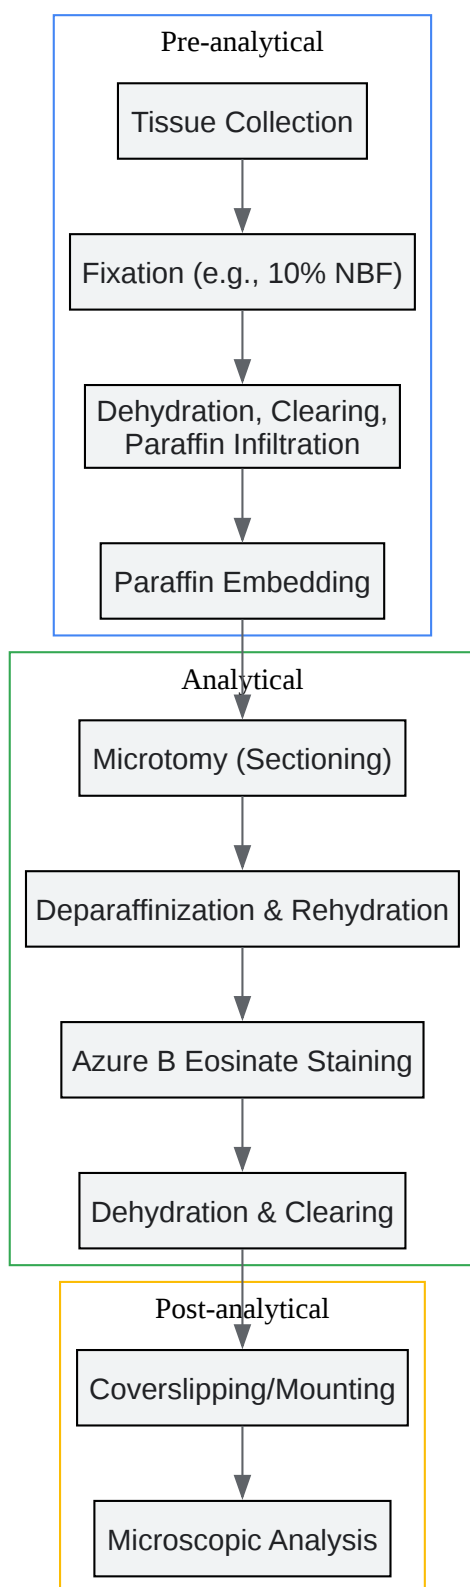 Pre-analytical
Tissue Collection
Fixation (e.g., 10% NBF)
Dehydration, Clearing,
Paraffin Infiltration
Paraffin Embedding
Analytical
Microtomy (Sectioning)
Deparaffinization & Rehydration
Azure B Eosinate Staining
Dehydration & Clearing
Post-analytical
Coverslipping/Mounting
Microscopic Analysis